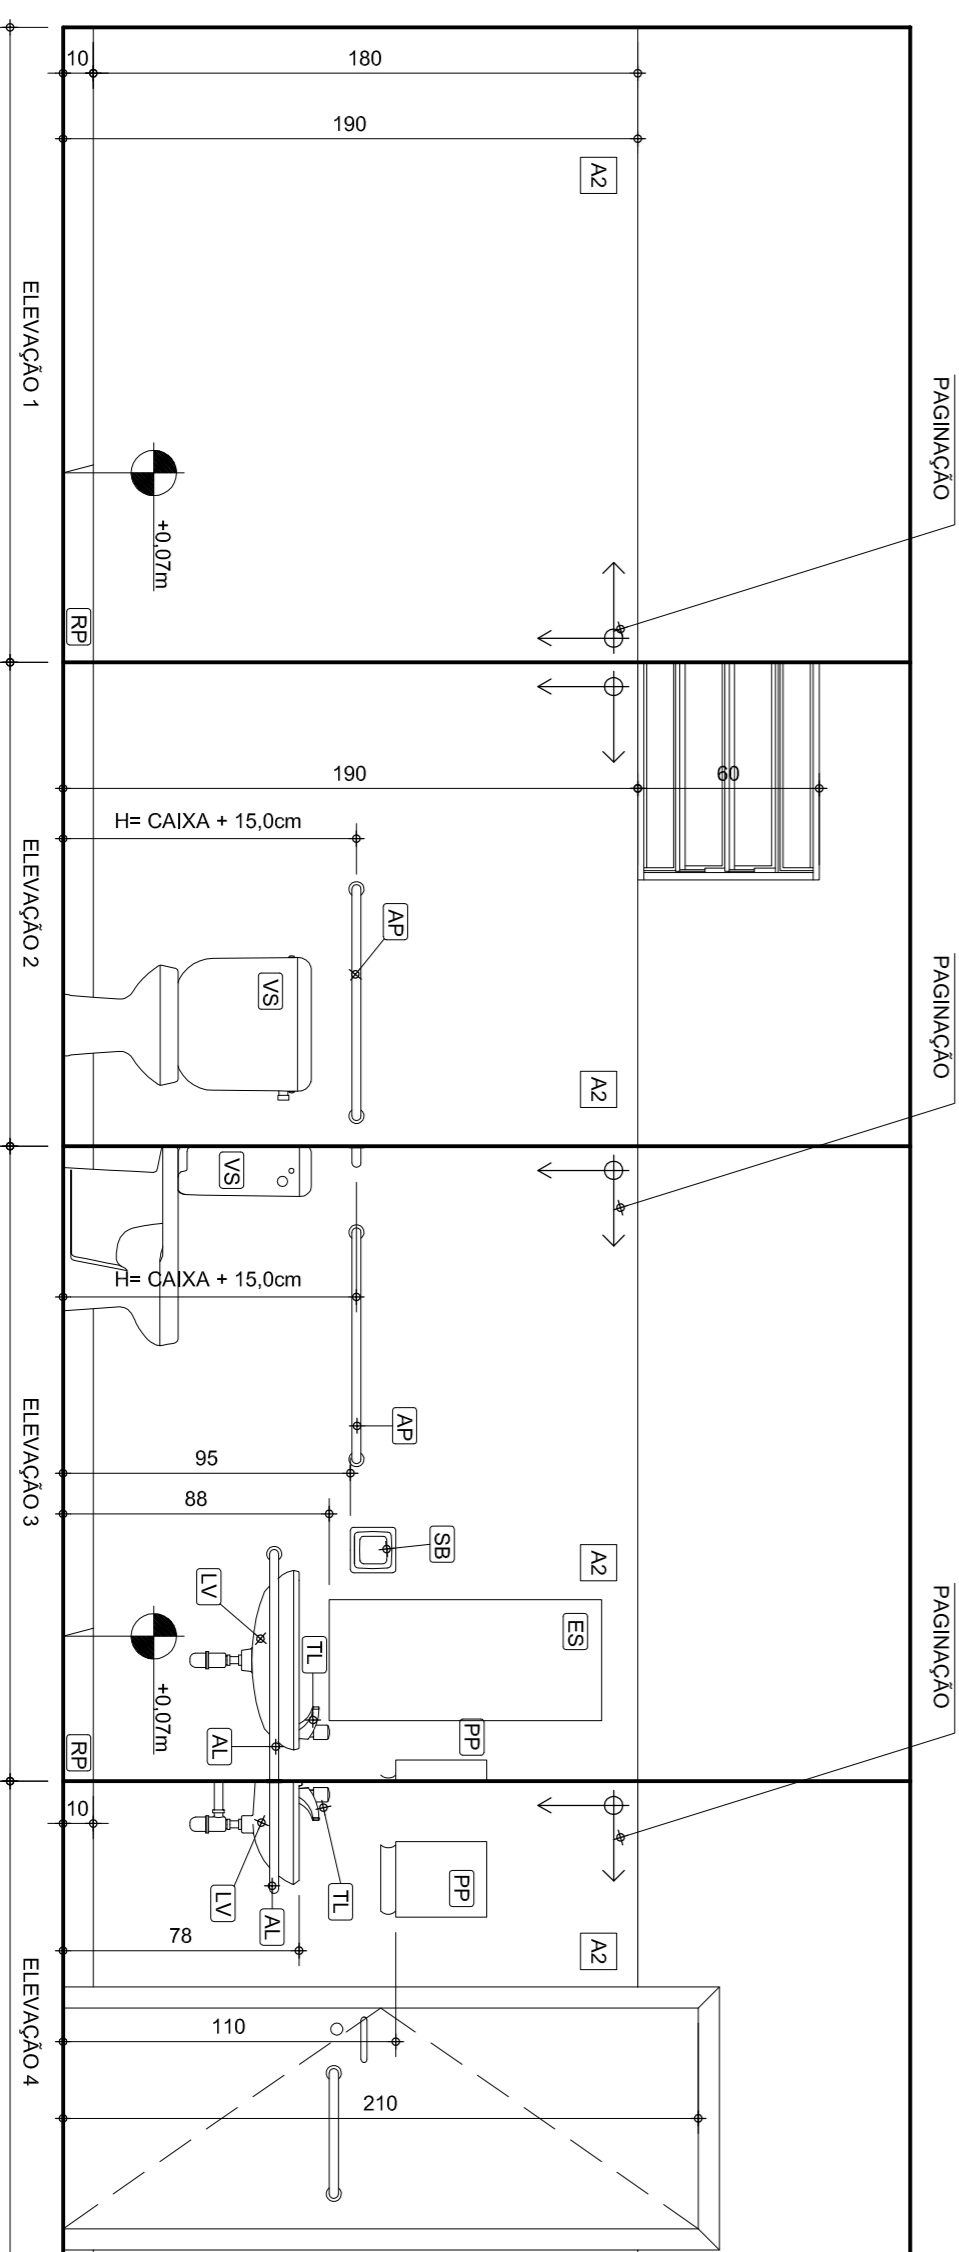 PAGINAÇÃO
PAGINAÇÃO
PAGINAÇÃO
10
180
190
A2
+0,07m
RP
ELEVAÇÃO 1
190
60
H= CAIXA + 15,0cm
AP
VS
A2
ELEVAÇÃO 2
VS
H= CAIXA + 15,0cm
AP
95
88
SB
A2
ES
LV
TL
PP
AL
+0,07m
RP
ELEVAÇÃO 3
10
PP
TL
LV
AL
A2
78
110
210
ELEVAÇÃO 4